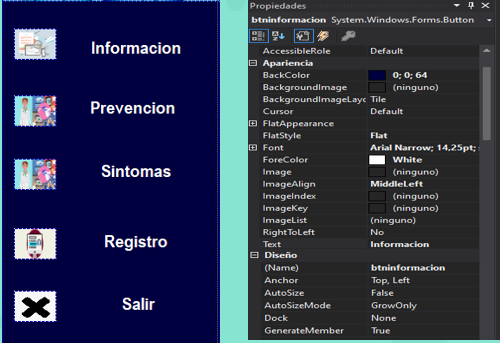 Informacion
Prevencion
Sintomas
Registro
Salir
Propiedades
btninformacion System.Windows.Forms.Button
AccessibleRole Default
Apariencia
BackColor 0; 0; 64
BackgroundImage (ninguno)
BackgroundImageLayo Tile
Cursor Default
FlatAppearance
FlatStyle Flat
Font Arial Narrow; 14,25pt; s
ForeColor White
Image (ninguno)
ImageAlign MiddleLeft
ImageIndex (ninguno)
ImageKey (ninguno)
ImageList (ninguno)
RightToLeft No
Text Informacion
Diseño
(Name) btninformacion
Anchor Top, Left
AutoSize False
AutoSizeMode GrowOnly
Dock None
GenerateMember True